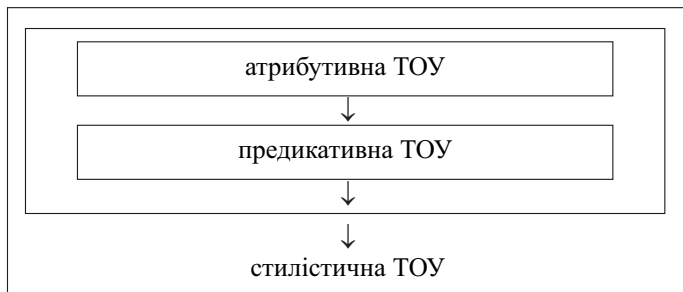 атрибутивна ТОУ
предикативна ТОУ
стилістична ТОУ